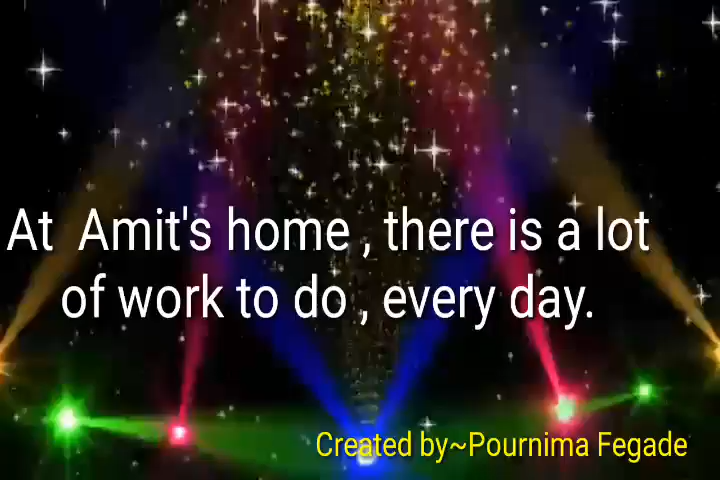 At Amit's home , there is a lot
of work to do , every day.
Created by~Pournima Fegade